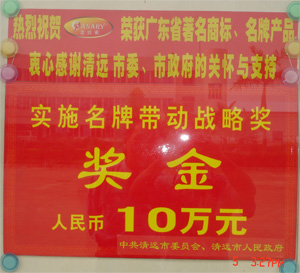 热烈祝贺 CANARY 荣获广东省著名商标、名牌产品
衷心感谢清远 市委、市政府的关怀与支持
实施名牌带动战略奖
奖金
人民币 10万元
中共清远市委员会、清远市人民政府